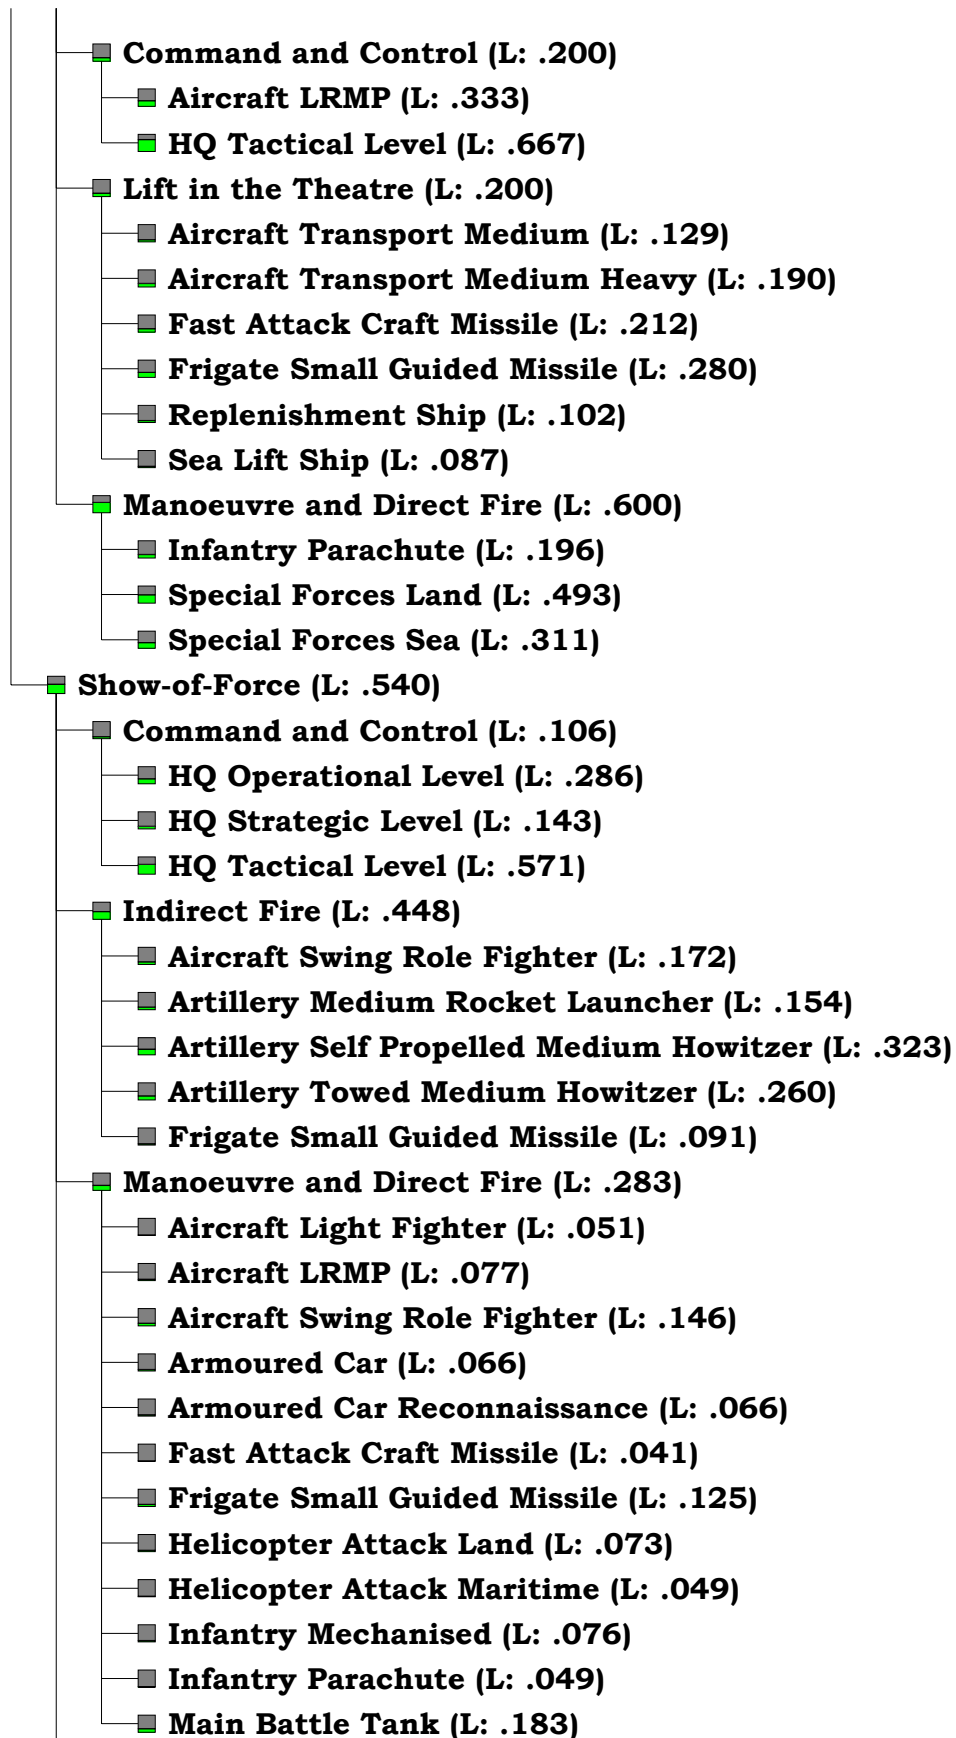 Command and Control (L: .200)
Aircraft LRMP (L: .333)
HQ Tactical Level (L: .667)
Lift in the Theatre (L: .200)
Aircraft Transport Medium (L: .129)
Aircraft Transport Medium Heavy (L: .190)
Fast Attack Craft Missile (L: .212)
Frigate Small Guided Missile (L: .280)
Replenishment Ship (L: .102)
Sea Lift Ship (L: .087)
Manoeuvre and Direct Fire (L: .600)
Infantry Parachute (L: .196)
Special Forces Land (L: .493)
Special Forces Sea (L: .311)
Show-of-Force (L: .540)
Command and Control (L: .106)
HQ Operational Level (L: .286)
HQ Strategic Level (L: .143)
HQ Tactical Level (L: .571)
Indirect Fire (L: .448)
Aircraft Swing Role Fighter (L: .172)
Artillery Medium Rocket Launcher (L: .154)
Artillery Self Propelled Medium Howitzer (L: .323)
Artillery Towed Medium Howitzer (L: .260)
Frigate Small Guided Missile (L: .091)
Manoeuvre and Direct Fire (L: .283)
Aircraft Light Fighter (L: .051)
Aircraft LRMP (L: .077)
Aircraft Swing Role Fighter (L: .146)
Armoured Car (L: .066)
Armoured Car Reconnaissance (L: .066)
Fast Attack Craft Missile (L: .041)
Frigate Small Guided Missile (L: .125)
Helicopter Attack Land (L: .073)
Helicopter Attack Maritime (L: .049)
Infantry Mechanised (L: .076)
Infantry Parachute (L: .049)
Main Battle Tank (L: .183)